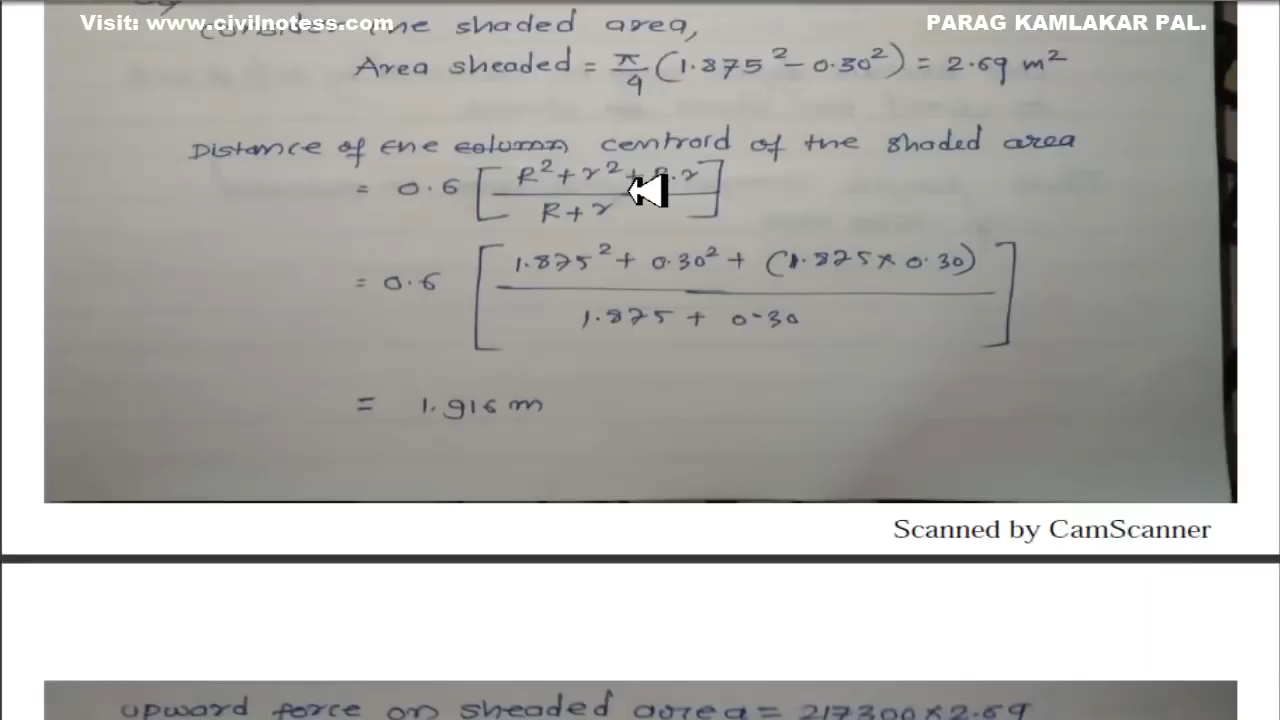 Visit: www.civilnotess.com
PARAG KAMLAKAR PAL.
Consider the shaded area,
Area sheaded = π/4 (1.875² - 0.30²) = 2.69 m²
Distance of the column centroid of the shaded area
= 0.6 [ R² + r² + R.r / R + r ]
= 0.6 [ 1.875² + 0.30² + (1.875 × 0.30) / 1.875 + 0.30 ]
= 1.916 m
Scanned by CamScanner
upward force on sheaded aorea = 217300 × 2.69